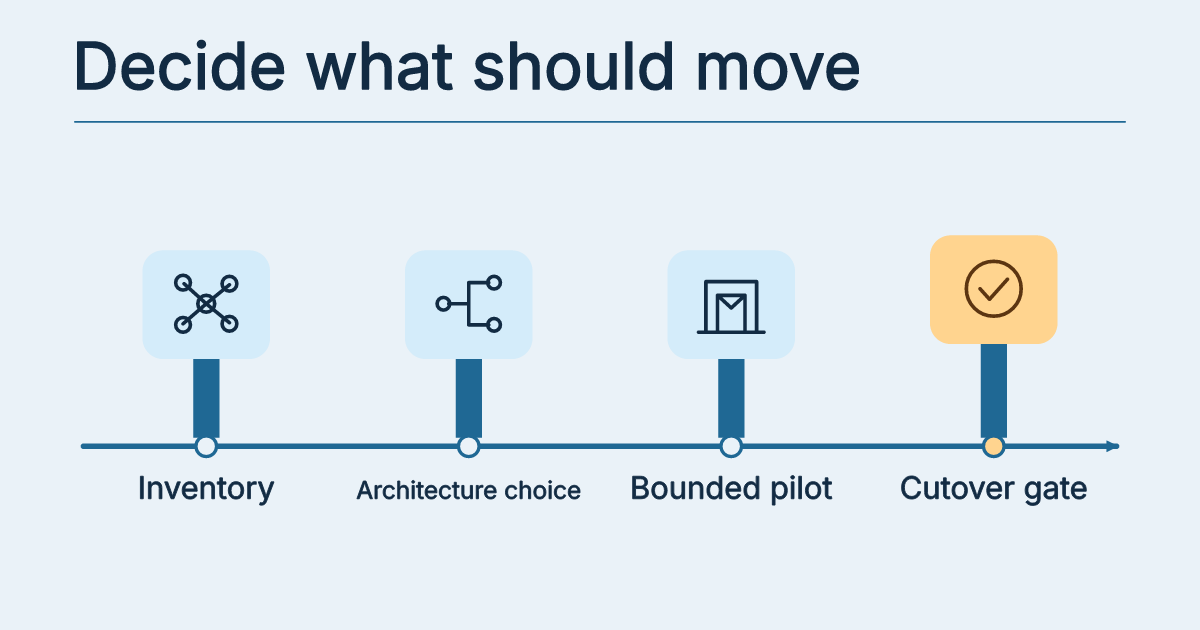 Decide what should move
Inventory
Architecture choice
Bounded pilot
Cutover gate